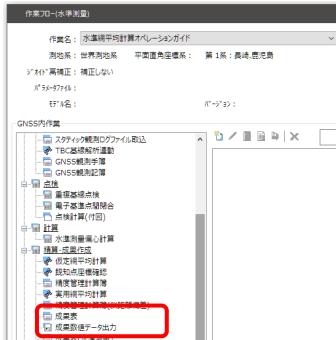 作業フロー(水準測量)
作業名： 水準網平均計算オペレーションガイド
測地系： 世界測地系 平面直角座標系： 第 1系：長崎,鹿児島
ｼﾞｵｲﾄﾞ高補正： 補正しない
ﾊﾟﾗﾒｰﾀﾌｧｲﾙ：
ﾓﾃﾞﾙ名： ﾊﾞｰｼﾞｮﾝ：
GNSS内作業
スタティック観測ログファイル取込
TBC基線解析連動
GNSS観測手簿
GNSS観測記簿
点検
重複基線点検
電子基準点間閉合
点検計算(付図)
計算
水準測量偏心計算
精算・成果作成
仮定網平均計算
既知点座標確認
精度管理計算簿
実用網平均計算
成果表
成果数値データ出力